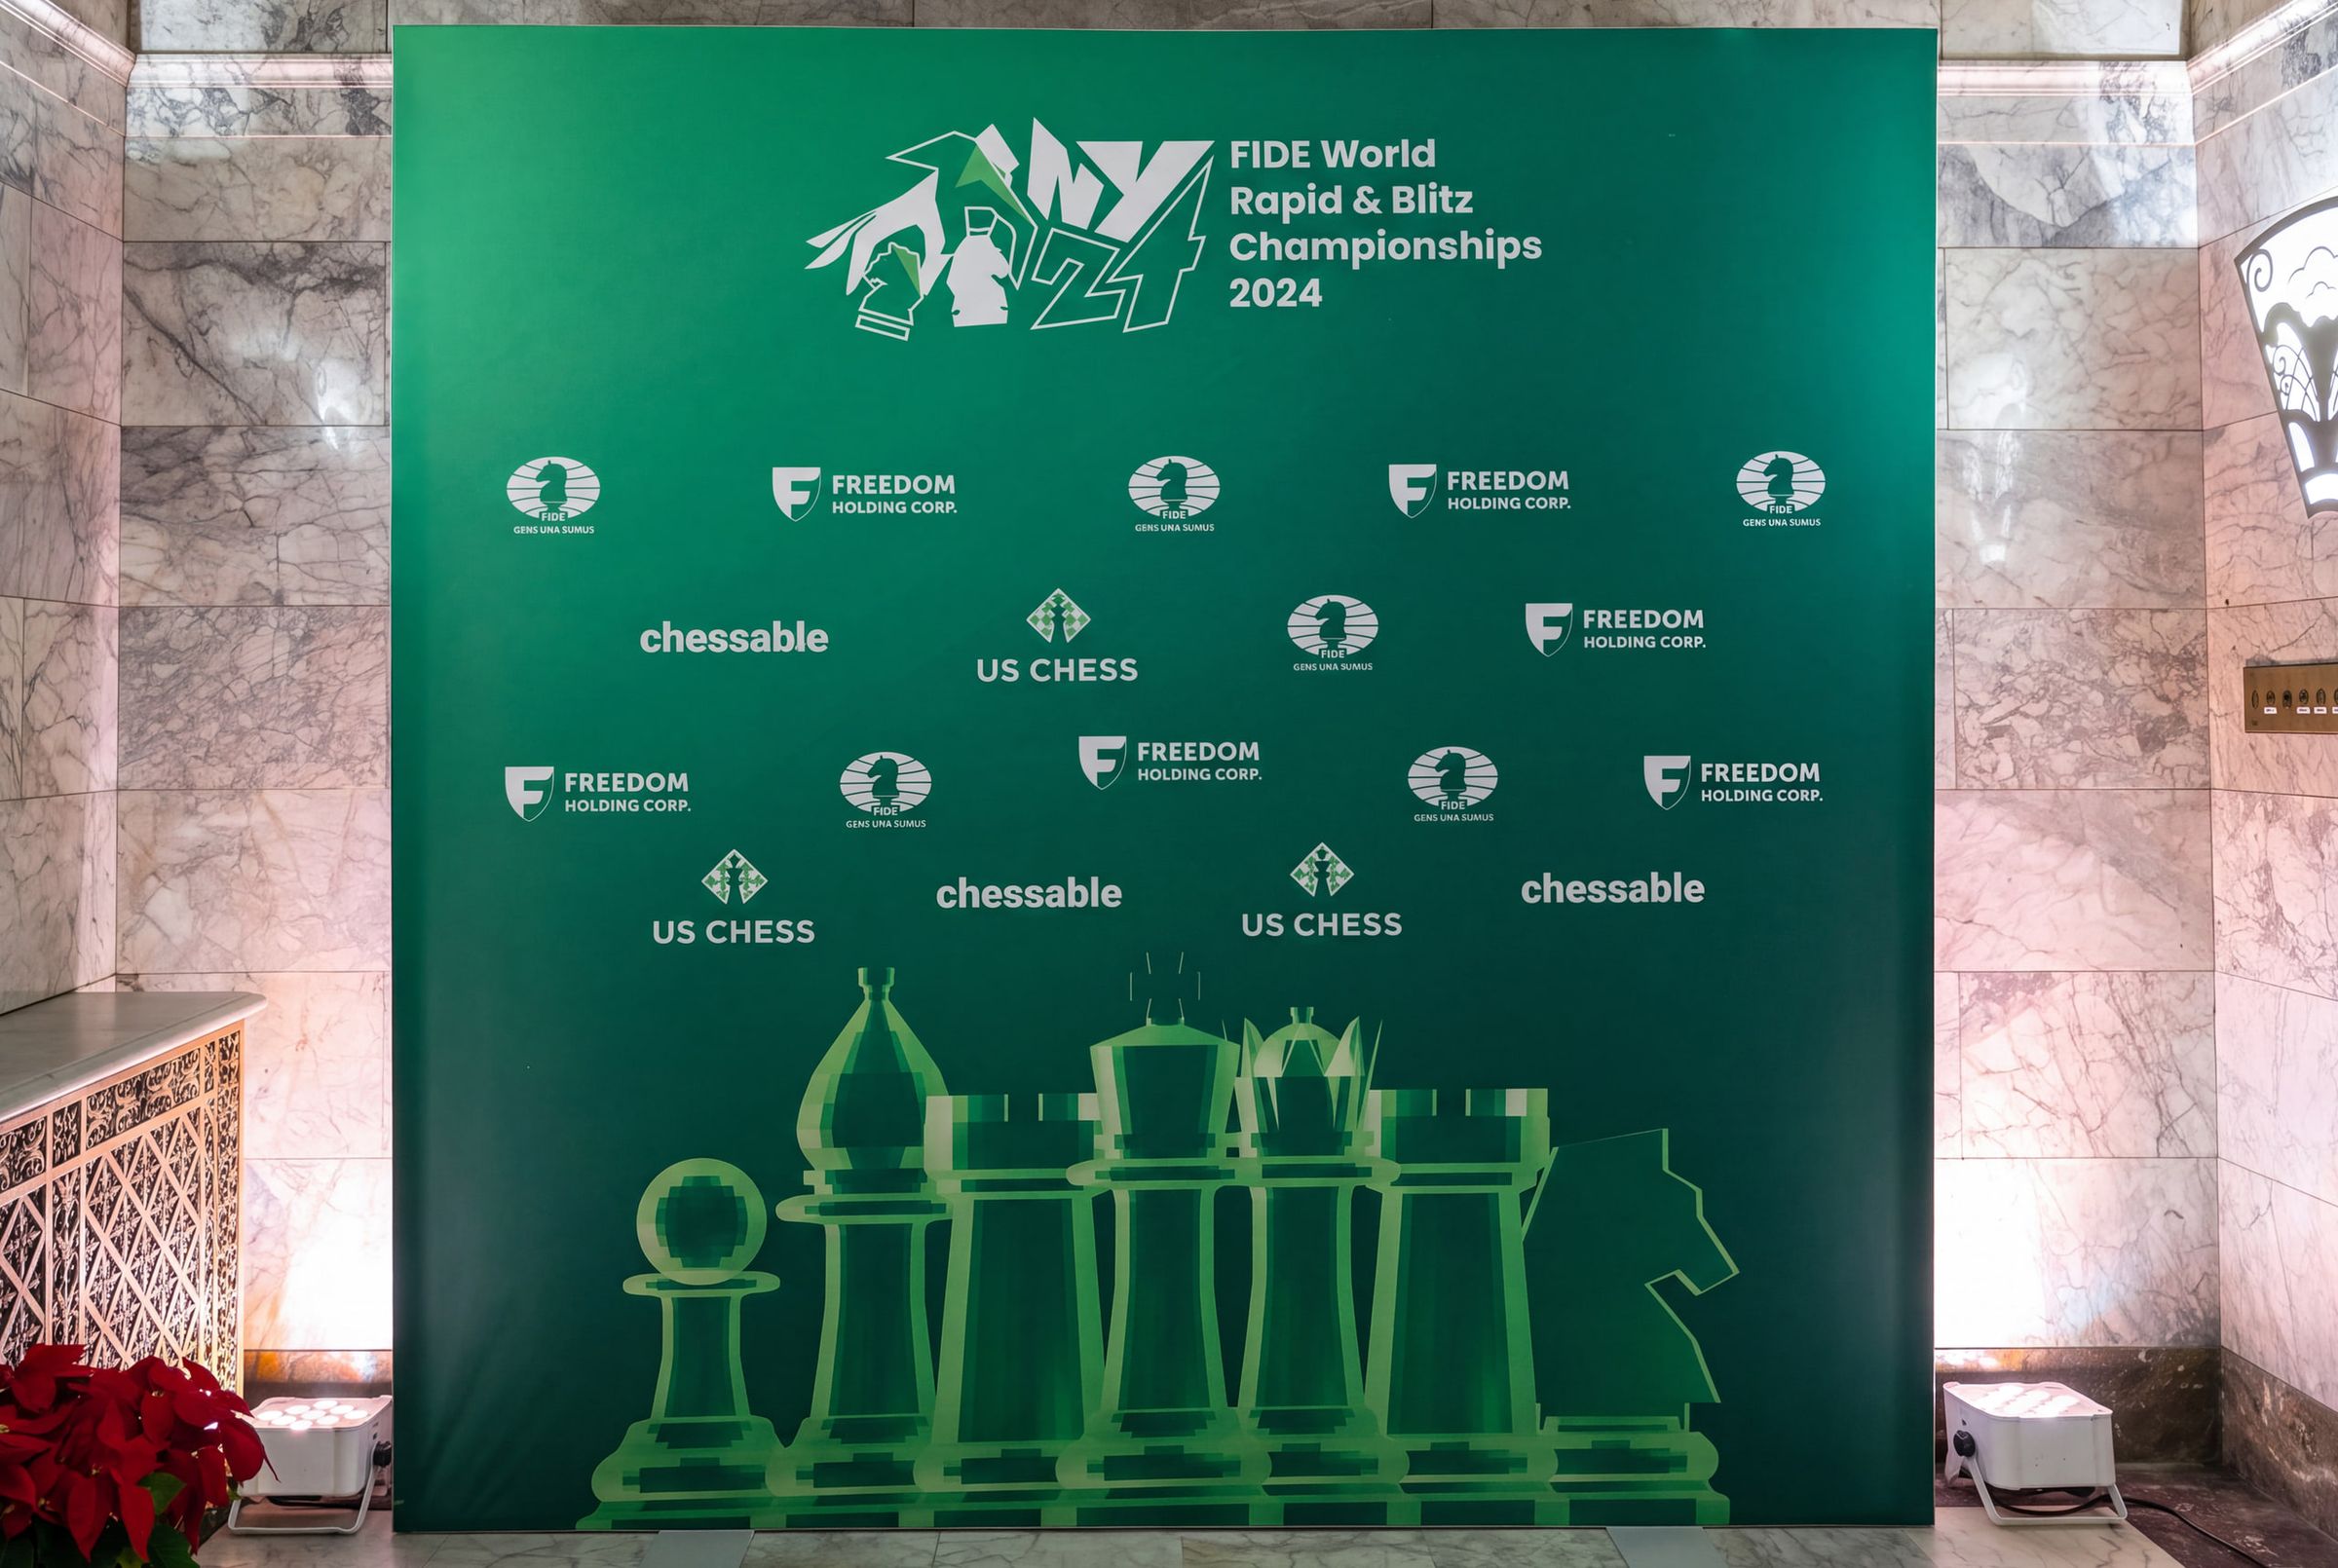 NY
24
FIDE World
Rapid & Blitz
Championships
2024
FIDE
GENS UNA SUMUS
FREEDOM
HOLDING CORP.
FIDE
GENS UNA SUMUS
FREEDOM
HOLDING CORP.
FIDE
GENS UNA SUMUS
chessable
US CHESS
FIDE
GENS UNA SUMUS
FREEDOM
HOLDING CORP.
FREEDOM
HOLDING CORP.
FIDE
GENS UNA SUMUS
FREEDOM
HOLDING CORP.
FIDE
GENS UNA SUMUS
FREEDOM
HOLDING CORP.
US CHESS
chessable
US CHESS
chessable